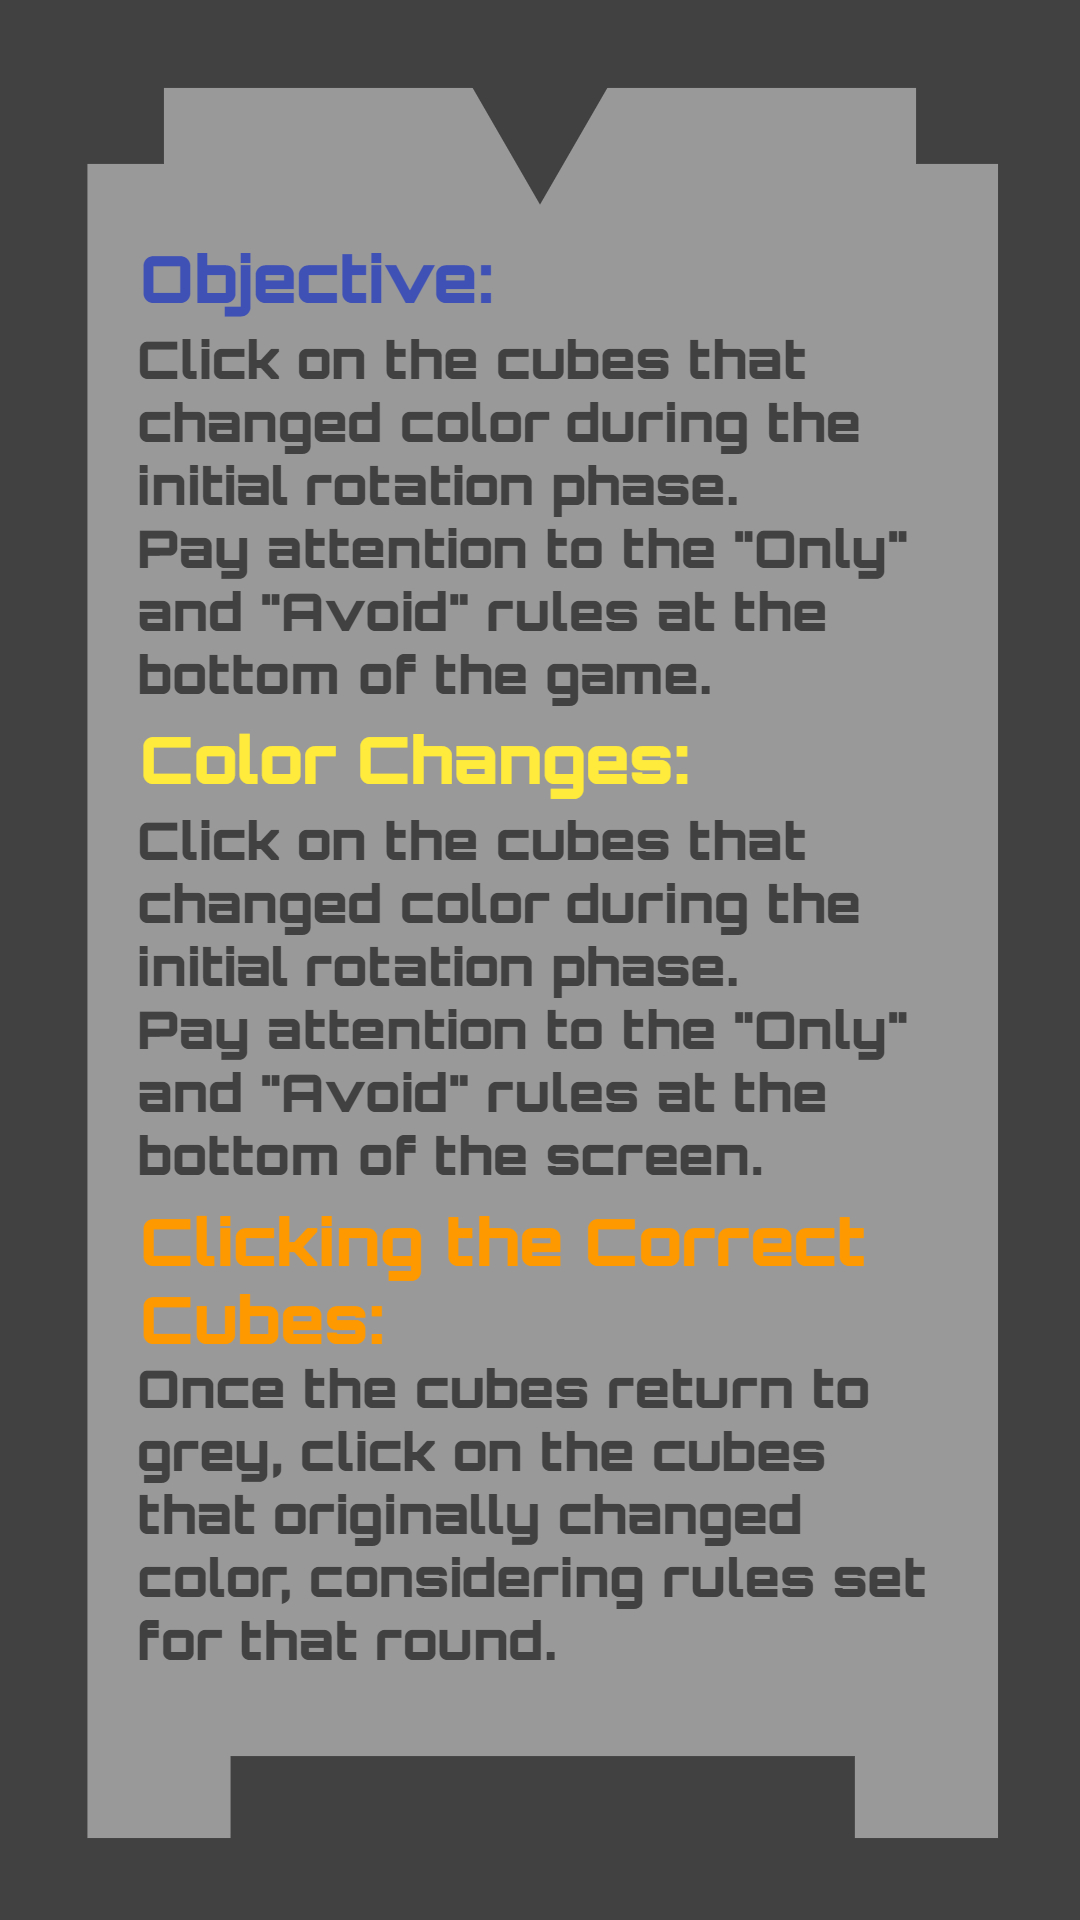 Objective:
Click on the cubes that
changed color during the
initial rotation phase.
Pay attention to the "Only"
and "Avoid" rules at the
bottom of the game.
Color Changes:
Click on the cubes that
changed color during the
initial rotation phase.
Pay attention to the "Only"
and "Avoid" rules at the
bottom of the screen.
Clicking the Correct
Cubes:
Once the cubes return to
grey, click on the cubes
that originally changed
color, considering rules set
for that round.